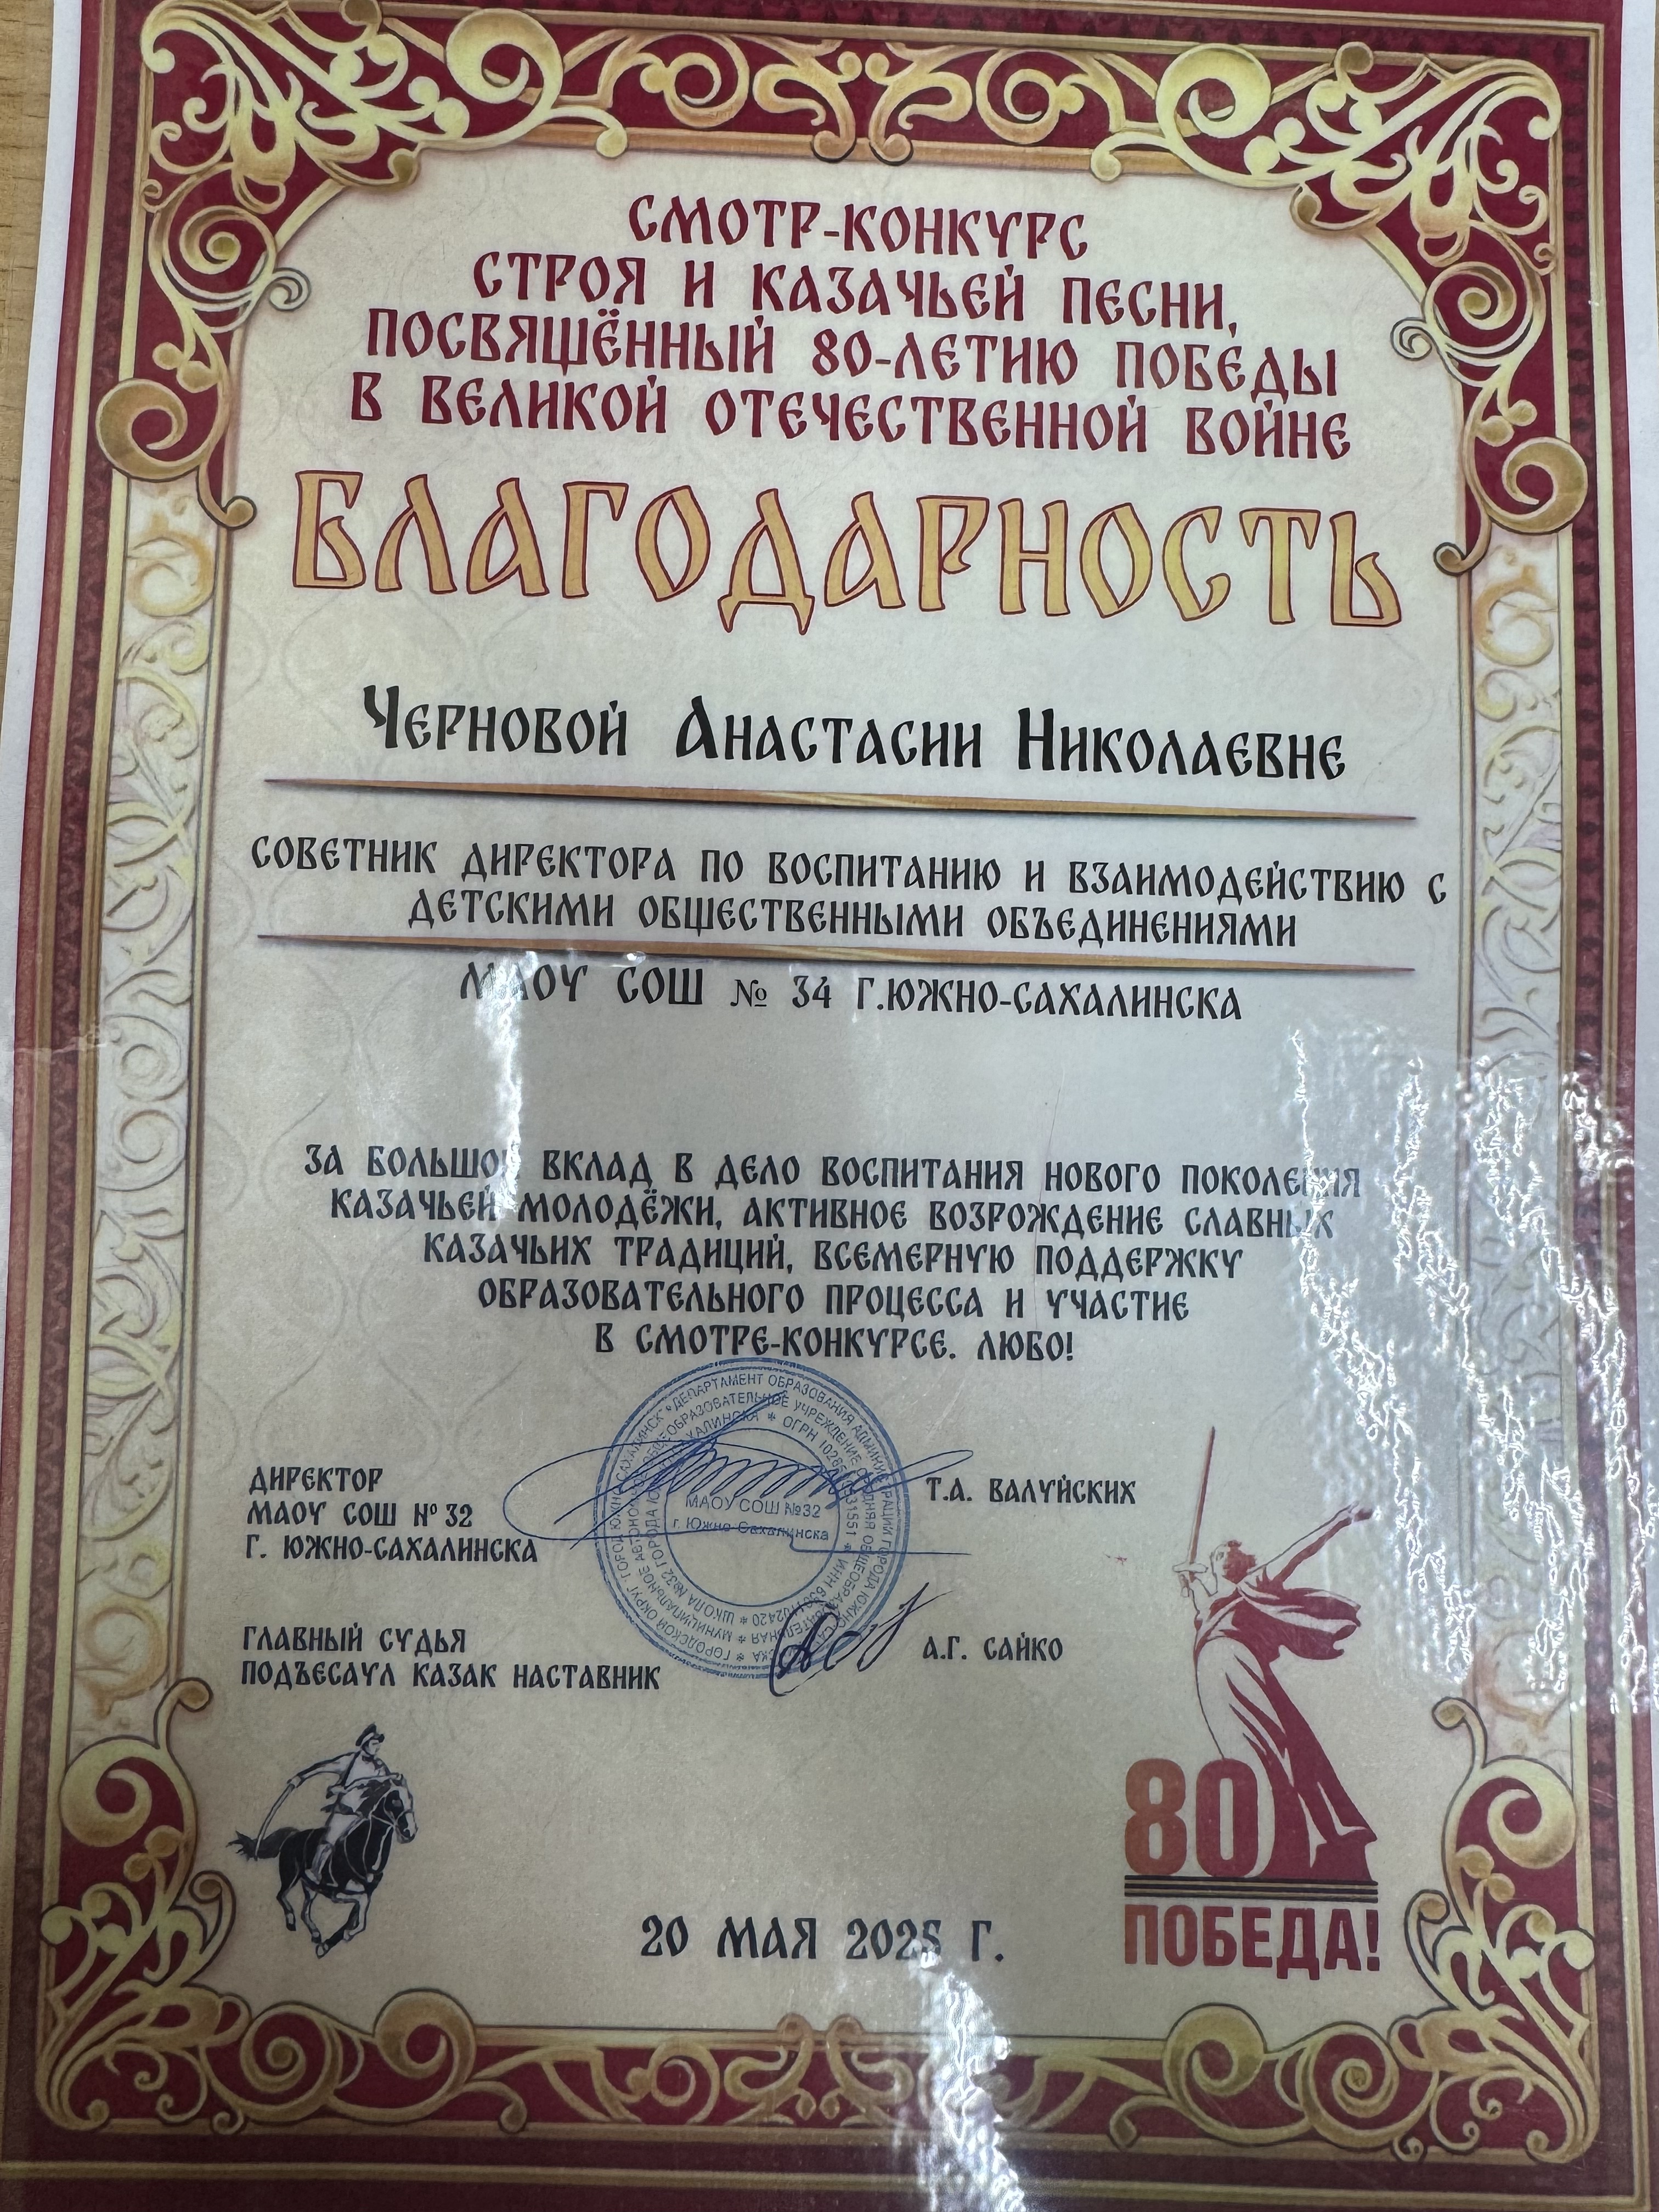 СМОТР-КОНКУРС
СТРОЯ И КАЗАЧЬЕЙ ПЕСНИ,
ПОСВЯЩЁННЫЙ 80-ЛЕТИЮ ПОБЕДЫ
В ВЕЛИКОЙ ОТЕЧЕСТВЕННОЙ ВОЙНЕ
БЛАГОДАРНОСТЬ
Черновой Анастасии Николаевне
СОВЕТНИК ДИРЕКТОРА ПО ВОСПИТАНИЮ И ВЗАИМОДЕЙСТВИЮ С
ДЕТСКИМИ ОБЩЕСТВЕННЫМИ ОБЪЕДИНЕНИЯМИ
МАОУ СОШ № 34 Г.ЮЖНО-САХАЛИНСКА
ЗА БОЛЬШОЙ ВКЛАД В ДЕЛО ВОСПИТАНИЯ НОВОГО ПОКОЛЕНИЯ
КАЗАЧЬЕЙ МОЛОДЁЖИ, АКТИВНОЕ ВОЗРОЖДЕНИЕ СЛАВНЫХ
КАЗАЧЬИХ ТРАДИЦИЙ, ВСЕМЕРНУЮ ПОДДЕРЖКУ
ОБРАЗОВАТЕЛЬНОГО ПРОЦЕССА И УЧАСТИЕ
В СМОТРЕ-КОНКУРСЕ. ЛЮБО!
ДИРЕКТОР
МАОУ СОШ № 32
Г. ЮЖНО-САХАЛИНСКА
Т.А. ВАЛУЙСКИХ
МАОУ СОШ №32
г. Южно-Сахалинска
ГЛАВНЫЙ СУДЬЯ
ПОДЪЕСАУЛ КАЗАК НАСТАВНИК
А.Г. САЙКО
80
ПОБЕДА!
20 МАЯ 2025 Г.